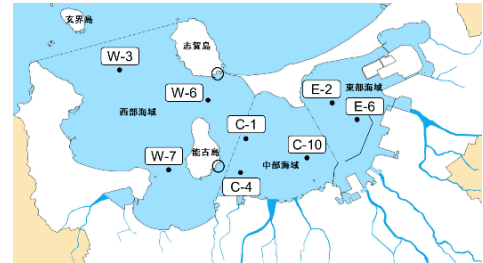 玄界島
志賀島
W-3
W-6
E-2
東部海域
E-6
西部海域
C-1
能古島
C-10
W-7
中部海域
C-4